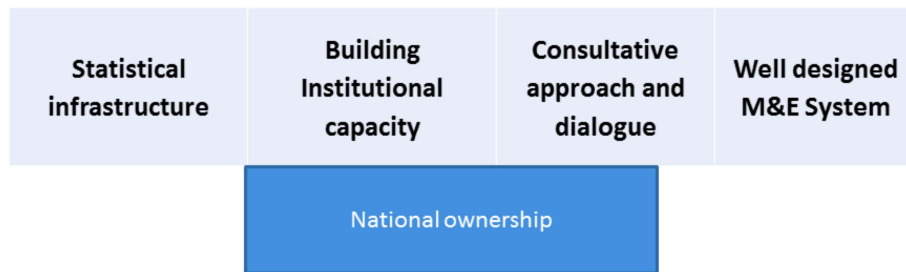 Statistical
infrastructure
Building
Institutional
capacity
Consultative
approach and
dialogue
Well designed
M&E System
National ownership